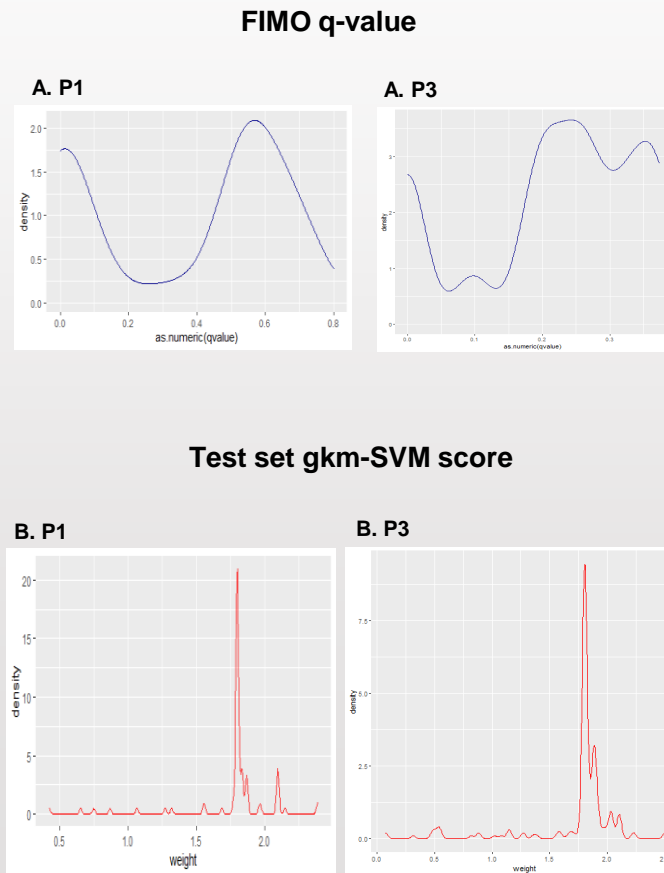 FIMO q-value
A. P1
A. P3
density
2.0
1.5
1.0
0.5
0.0
0.0 0.2 0.4 0.6 0.8
as.numeric(qvalue)
density
3
2
1
0
0.0 0.1 0.2 0.3
as.numeric(qvalue)
Test set gkm-SVM score
B. P1
B. P3
density
20
15
10
5
0
0.5 1.0 1.5 2.0
weight
density
7.5
5.0
2.5
0.0
0.0 0.5 1.0 1.5 2.0
weight